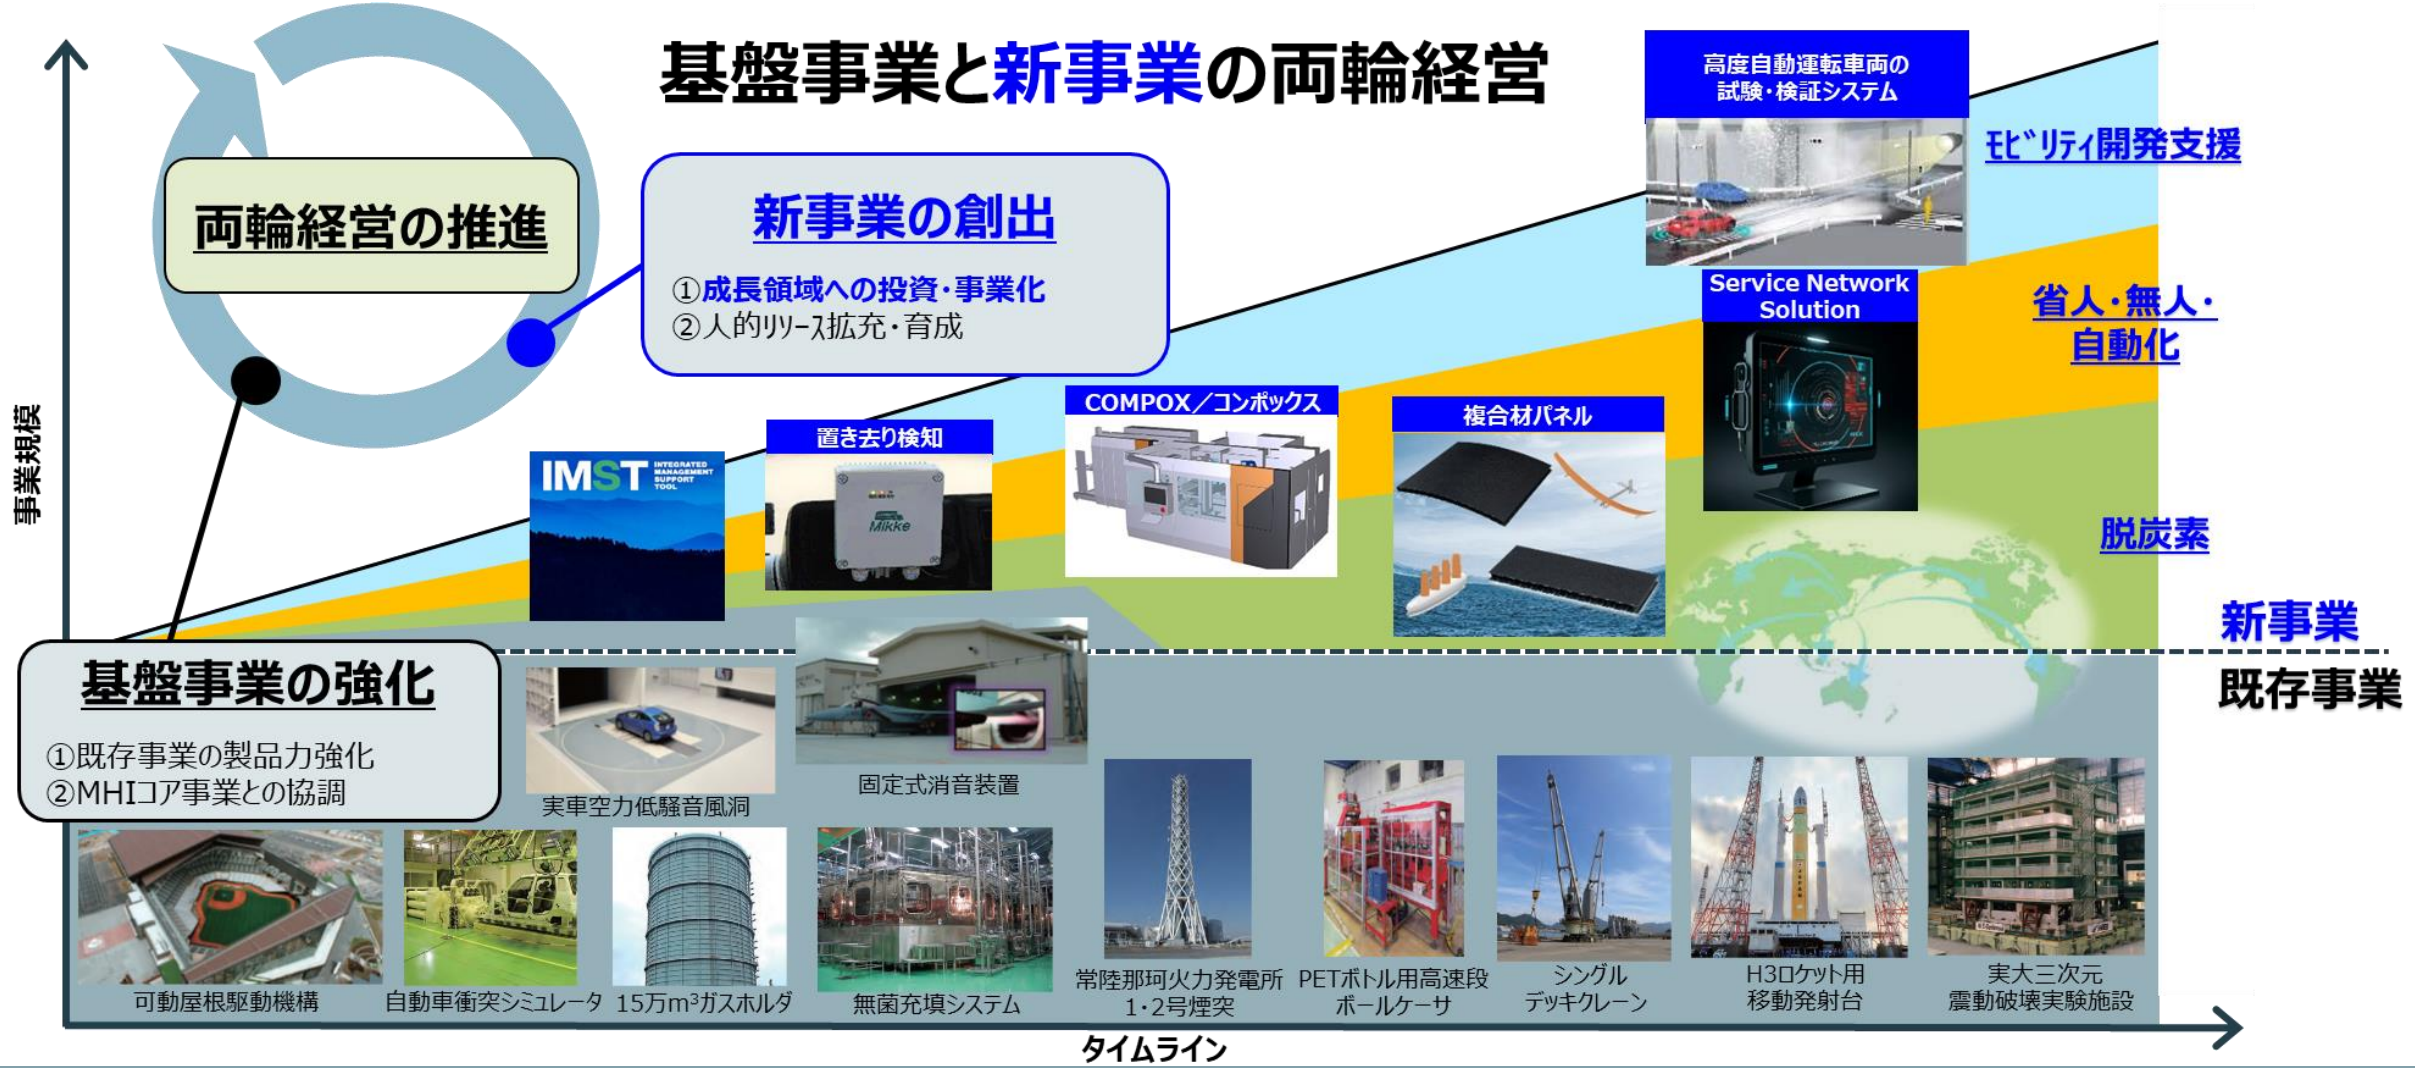 基盤事業と新事業の両輪経営
両輪経営の推進
新事業の創出
①成長領域への投資・事業化
②人的ﾘｿｰｽ拡充・育成
高度自動運転車両の
試験・検証システム
ﾓﾋﾞﾘﾃｨ開発支援
Service Network
Solution
省人・無人・
自動化
COMPOX／コンポックス
複合材パネル
置き去り検知
IMST INTEGRATED
MANAGEMENT
SUPPORT
TOOL
Mikke
脱炭素
事業規模
新事業
既存事業
基盤事業の強化
①既存事業の製品力強化
②MHIコア事業との協調
実車空力低騒音風洞
固定式消音装置
可動屋根駆動機構
自動車衝突シミュレータ
15万m³ガスホルダ
無菌充填システム
常陸那珂火力発電所
1・2号煙突
PETボトル用高速段
ボールケーサ
シングル
デッキクレーン
H3ロケット用
移動発射台
実大三次元
震動破壊実験施設
タイムライン